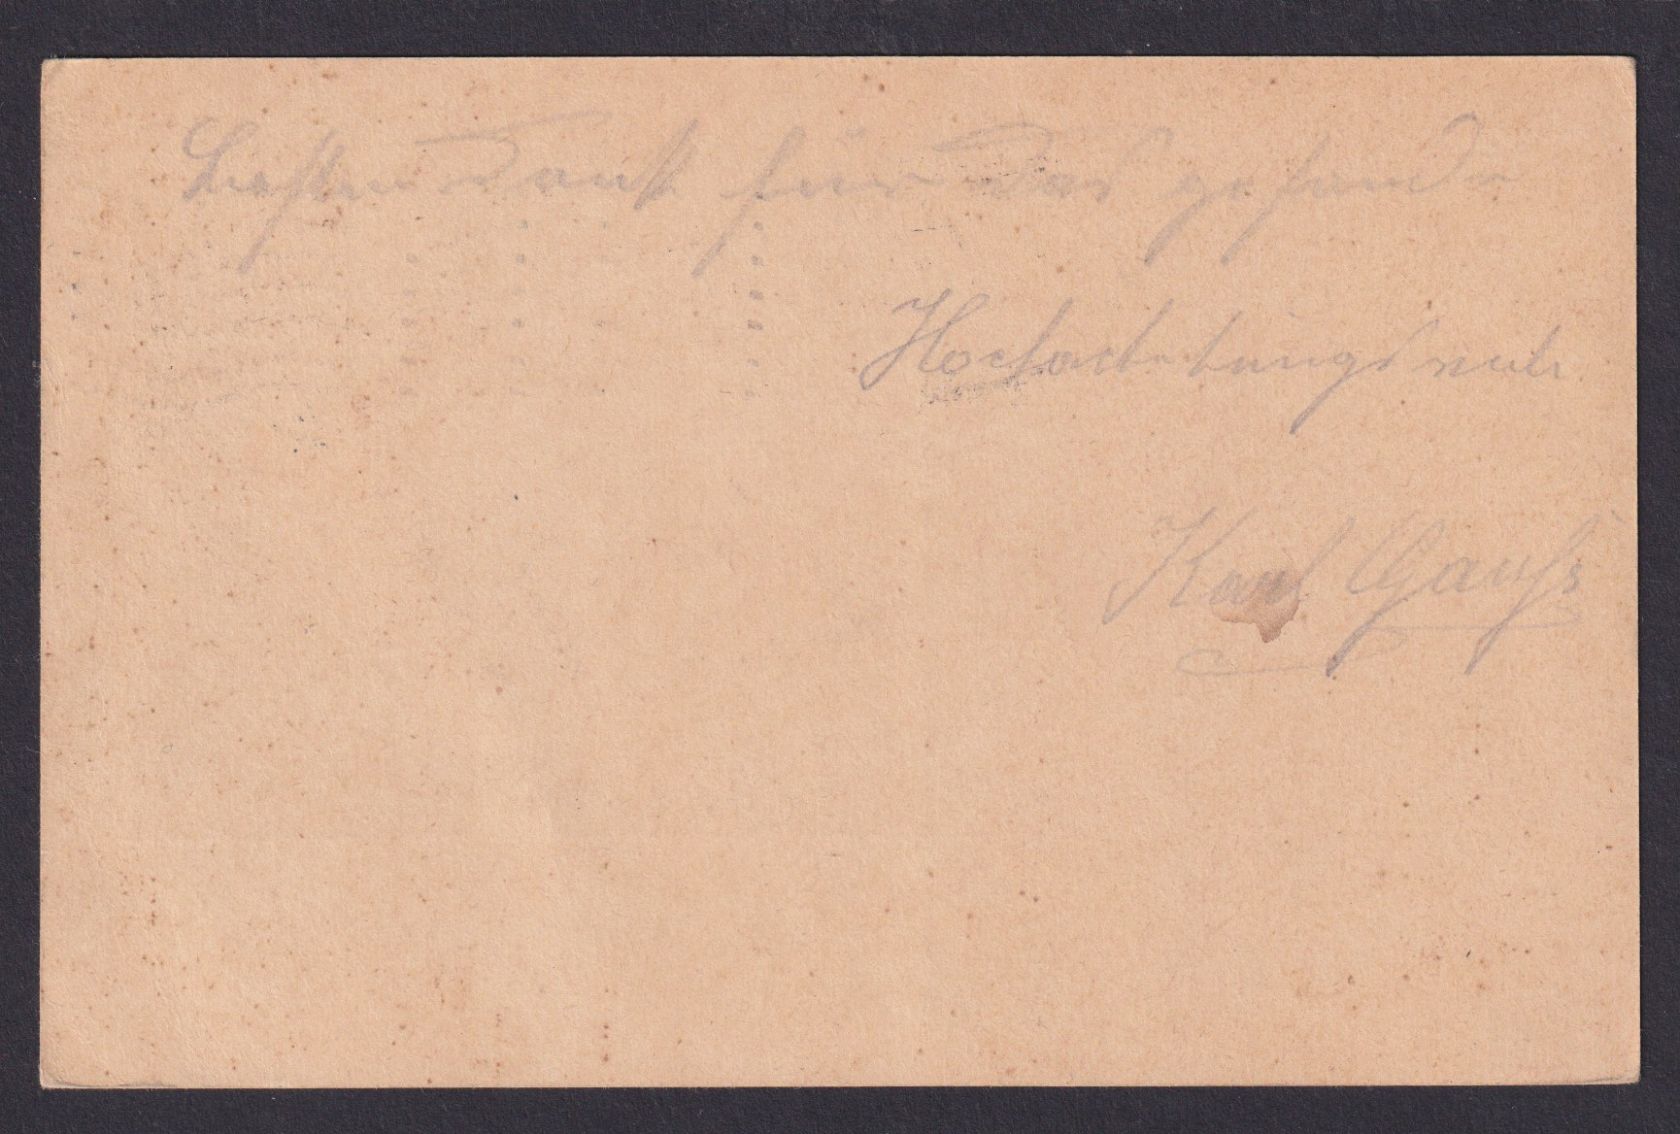 Besten Dank für das gesandte
Hochachtungsvoll
Karl Gauß